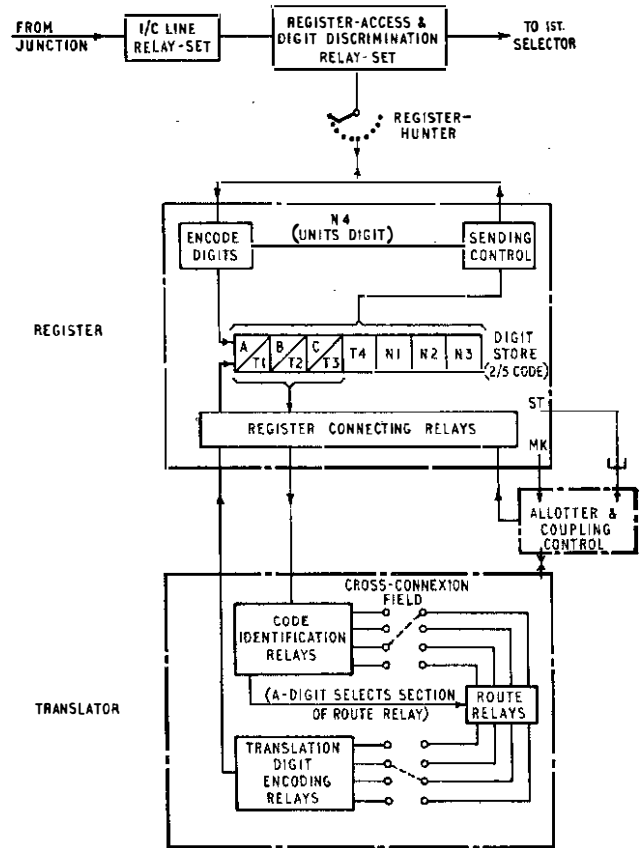 FROM
JUNCTION
I/C LINE
RELAY-SET
REGISTER-ACCESS &
DIGIT DISCRIMINATION
RELAY-SET
TO 1ST.
SELECTOR
REGISTER-
HUNTER
REGISTER
ENCODE
DIGITS
N4
(UNITS DIGIT)
SENDING
CONTROL
A
T1
B
T2
C
T3
T4
N1
N2
N3
DIGIT
STORE
(2/5 CODE)
REGISTER CONNECTING RELAYS
ST
MK
ALLOTTER &
COUPLING
CONTROL
TRANSLATOR
CROSS-CONNEXION
FIELD
CODE
IDENTIFICATION
RELAYS
(A-DIGIT SELECTS SECTION
OF ROUTE RELAY)
ROUTE
RELAYS
TRANSLATION
DIGIT
ENCODING
RELAYS